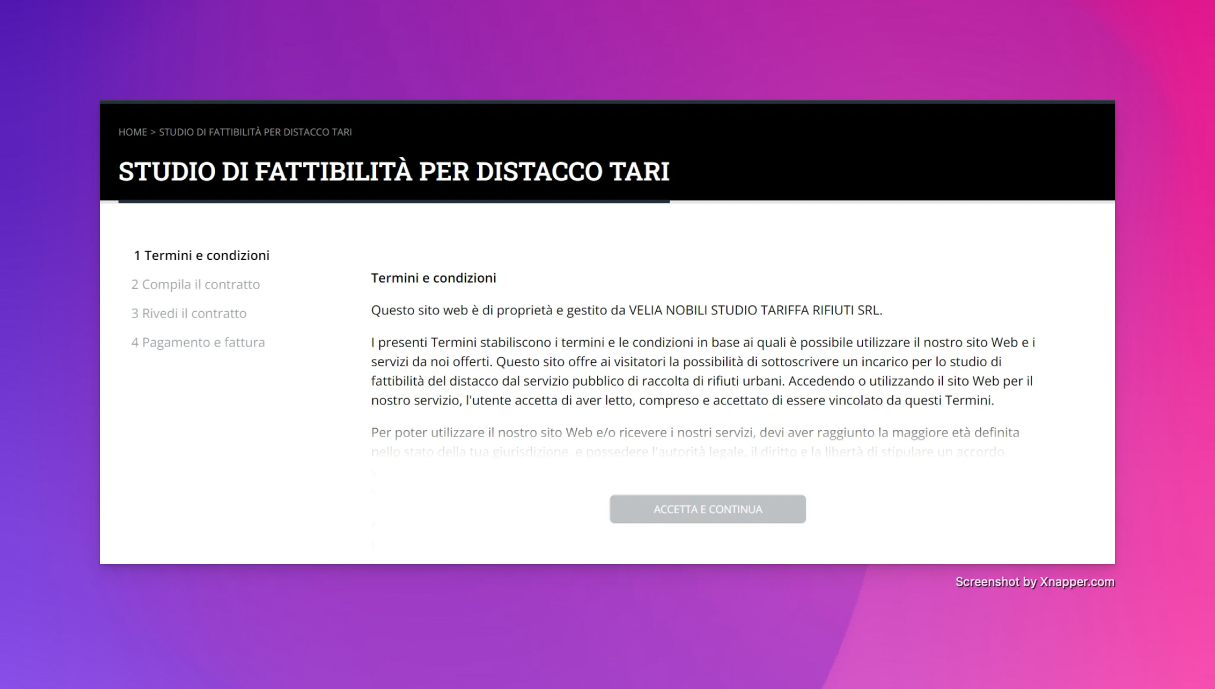 HOME > STUDIO DI FATTIBILITÀ PER DISTACCO TARI
STUDIO DI FATTIBILITÀ PER DISTACCO TARI
1 Termini e condizioni
2 Compila il contratto
3 Rivedi il contratto
4 Pagamento e fattura
Termini e condizioni
Questo sito web è di proprietà e gestito da VELIA NOBILI STUDIO TARIFFA RIFIUTI SRL.
I presenti Termini stabiliscono i termini e le condizioni in base ai quali è possibile utilizzare il nostro sito Web e i
servizi da noi offerti. Questo sito offre ai visitatori la possibilità di sottoscrivere un incarico per lo studio di
fattibilità del distacco dal servizio pubblico di raccolta di rifiuti urbani. Accedendo o utilizzando il sito Web per il
nostro servizio, l'utente accetta di aver letto, compreso e accettato di essere vincolato da questi Termini.
Per poter utilizzare il nostro sito Web e/o ricevere i nostri servizi, devi aver raggiunto la maggiore età definita
nello stato della tua giurisdizione, e possedere l'autorità legale, il diritto e la libertà di stipulare un accordo
ACCETTA E CONTINUA
Screenshot by Xnapper.com